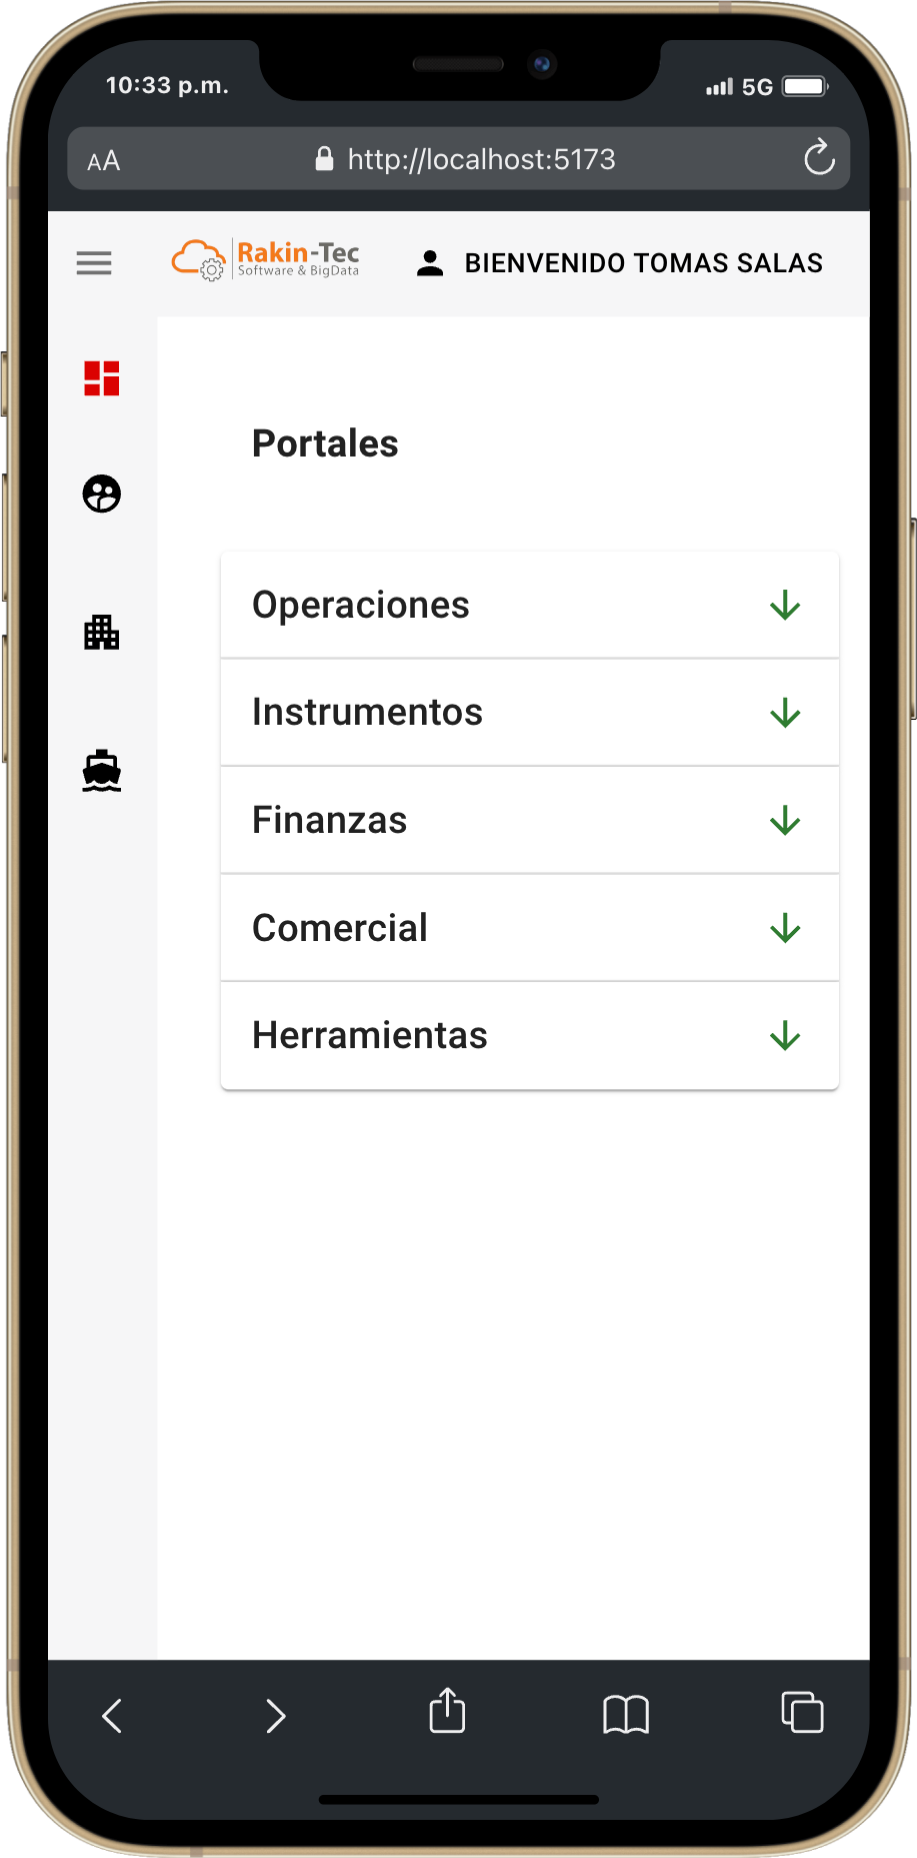 10:33 p.m.
5G
AA
http://localhost:5173
Rakin-Tec
Software & BigData
BIENVENIDO TOMAS SALAS
Portales
Operaciones
Instrumentos
Finanzas
Comercial
Herramientas